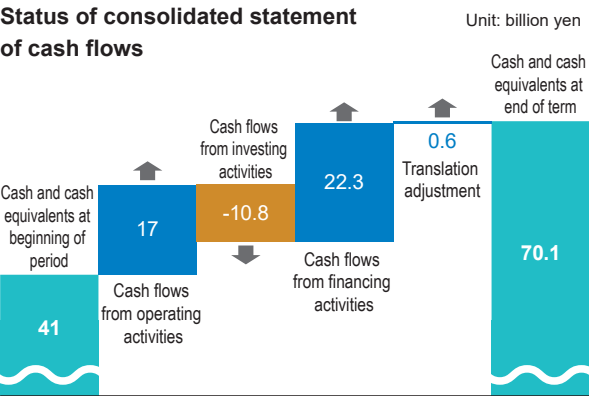 Status of consolidated statement
of cash flows
Unit: billion yen
Cash and cash
equivalents at
beginning of
period
41
17
Cash flows
from operating
activities
Cash flows
from investing
activities
-10.8
22.3
Cash flows
from financing
activities
0.6
Translation
adjustment
Cash and cash
equivalents at
end of term
70.1